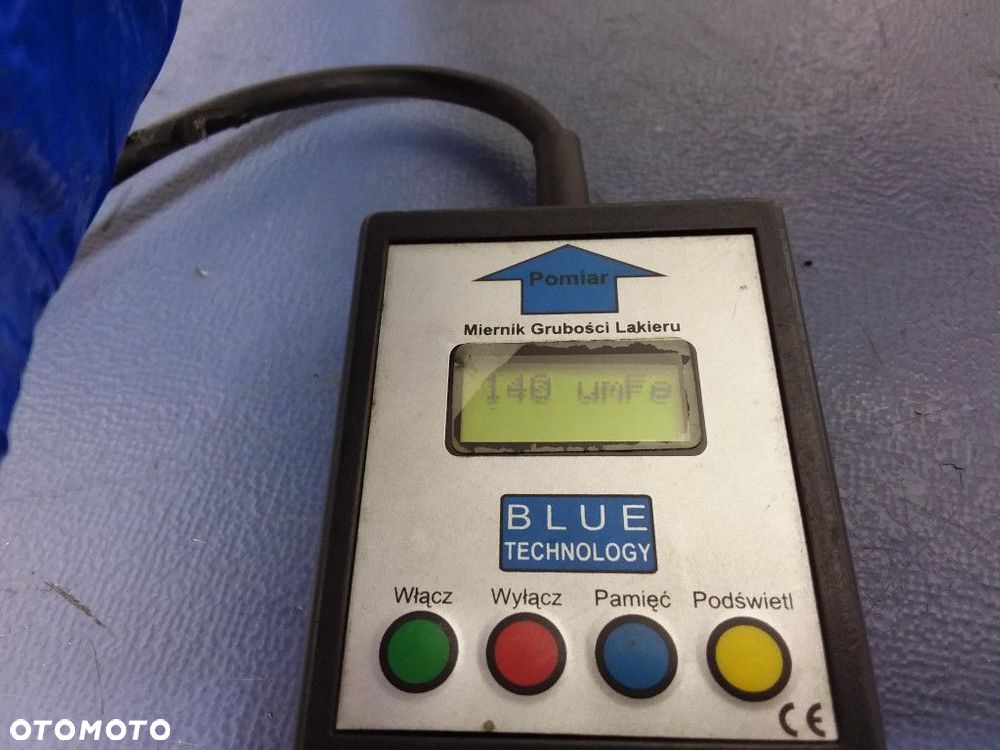 Pomiar
Miernik Grubości Lakieru
140 umFe
BLUE
TECHNOLOGY
Włącz Wyłącz Pamięć Podświetl
CE
OTOMOTO